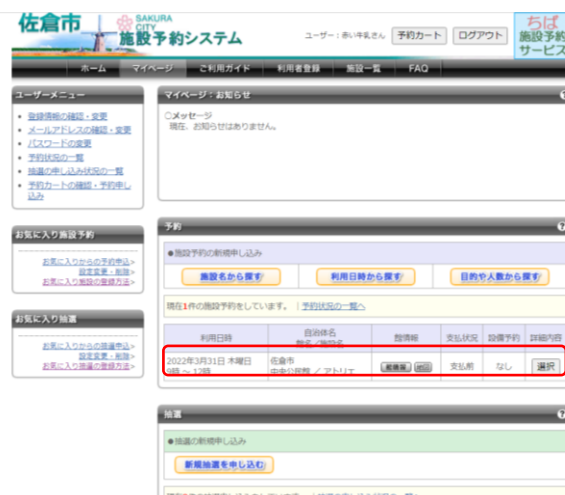 佐倉市
SAKURA
CITY
施設予約システム
ユーザー：赤い牛乳さん
予約カート
ログアウト
ちば
施設予約
サービス
ホーム
マイページ
ご利用ガイド
利用者登録
施設一覧
FAQ
ユーザーメニュー
・登録情報の確認・変更
・メールアドレスの確認・変更
・パスワードの変更
・予約状況の一覧
・抽選の申し込み状況の一覧
・予約カートの確認・予約申し
込み
お気に入り施設予約
お気に入りからの予約申込>
設定変更・削除>
お気に入り施設の登録方法>
お気に入り抽選
お気に入りからの抽選申込>
設定変更・削除>
お気に入り抽選の登録方法>
マイページ：お知らせ
○メッセージ
現在、お知らせはありません。
予約
●施設予約の新規申し込み
施設名から探す
利用日時から探す
目的や人数から探す
現在1件の施設予約をしています。｜予約状況の一覧へ
利用日時
自治体名
館名／施設名
館情報
支払状況
設備予約
詳細内容
2022年3月31日 木曜日
9時 ～ 12時
佐倉市
中央公民館 ／ アトリエ
支払前
なし
選択
抽選
●抽選の新規申し込み
新規抽選を申し込む